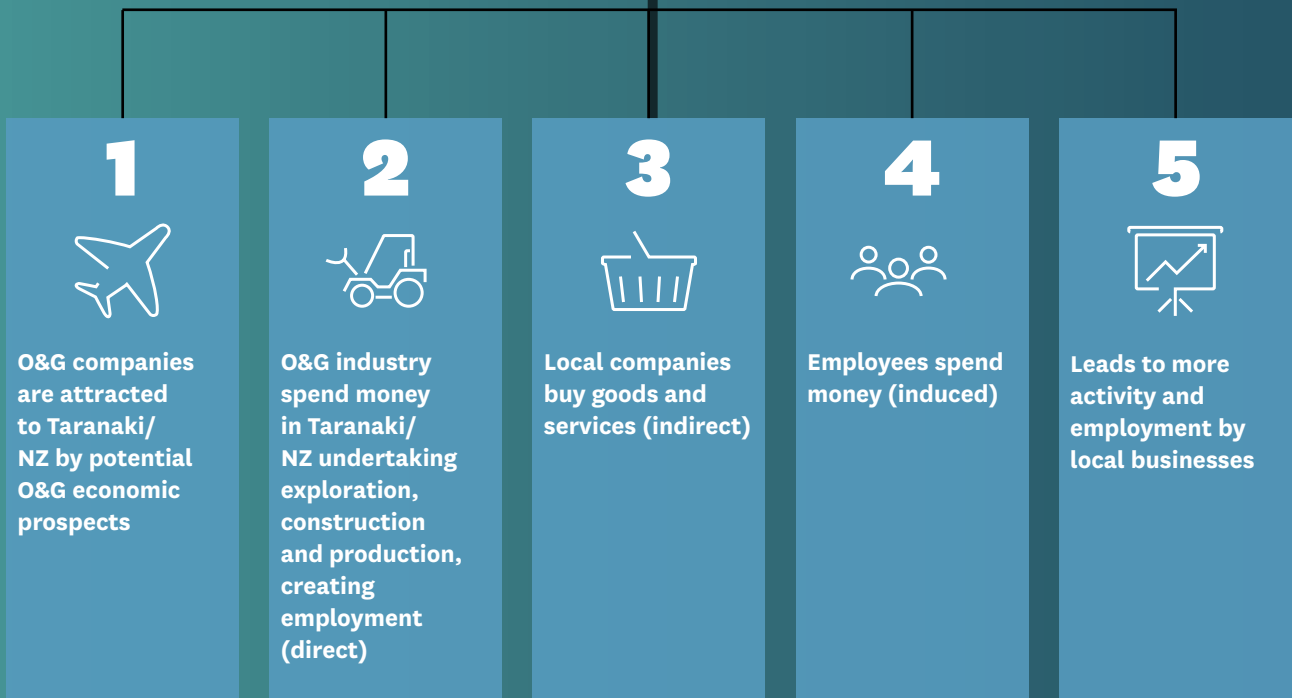 1
O&G companies
are attracted
to Taranaki/
NZ by potential
O&G economic
prospects
2
O&G industry
spend money
in Taranaki/
NZ undertaking
exploration,
construction
and production,
creating
employment
(direct)
3
Local companies
buy goods and
services (indirect)
4
Employees spend
money (induced)
5
Leads to more
activity and
employment by
local businesses